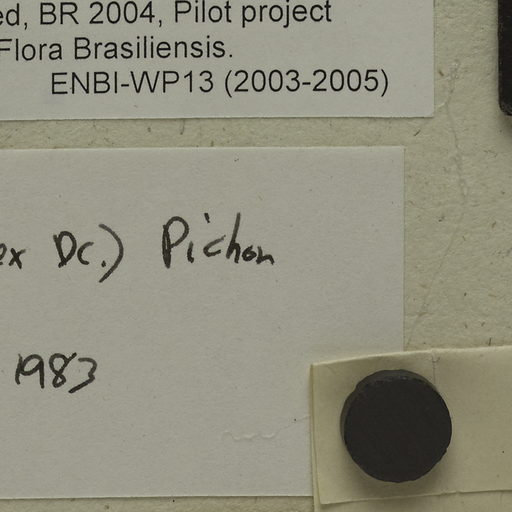 ed, BR 2004, Pilot project
Flora Brasiliensis.
ENBI-WP13 (2003-2005)
ex DC.) Pichon
1983